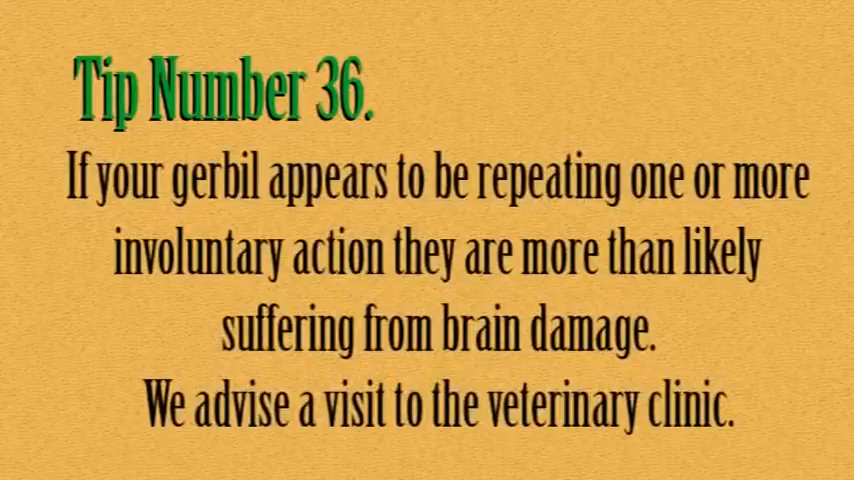 Tip Number 36.
If your gerbil appears to be repeating one or more
involuntary action they are more than likely
suffering from brain damage.
We advise a visit to the veterinary clinic.